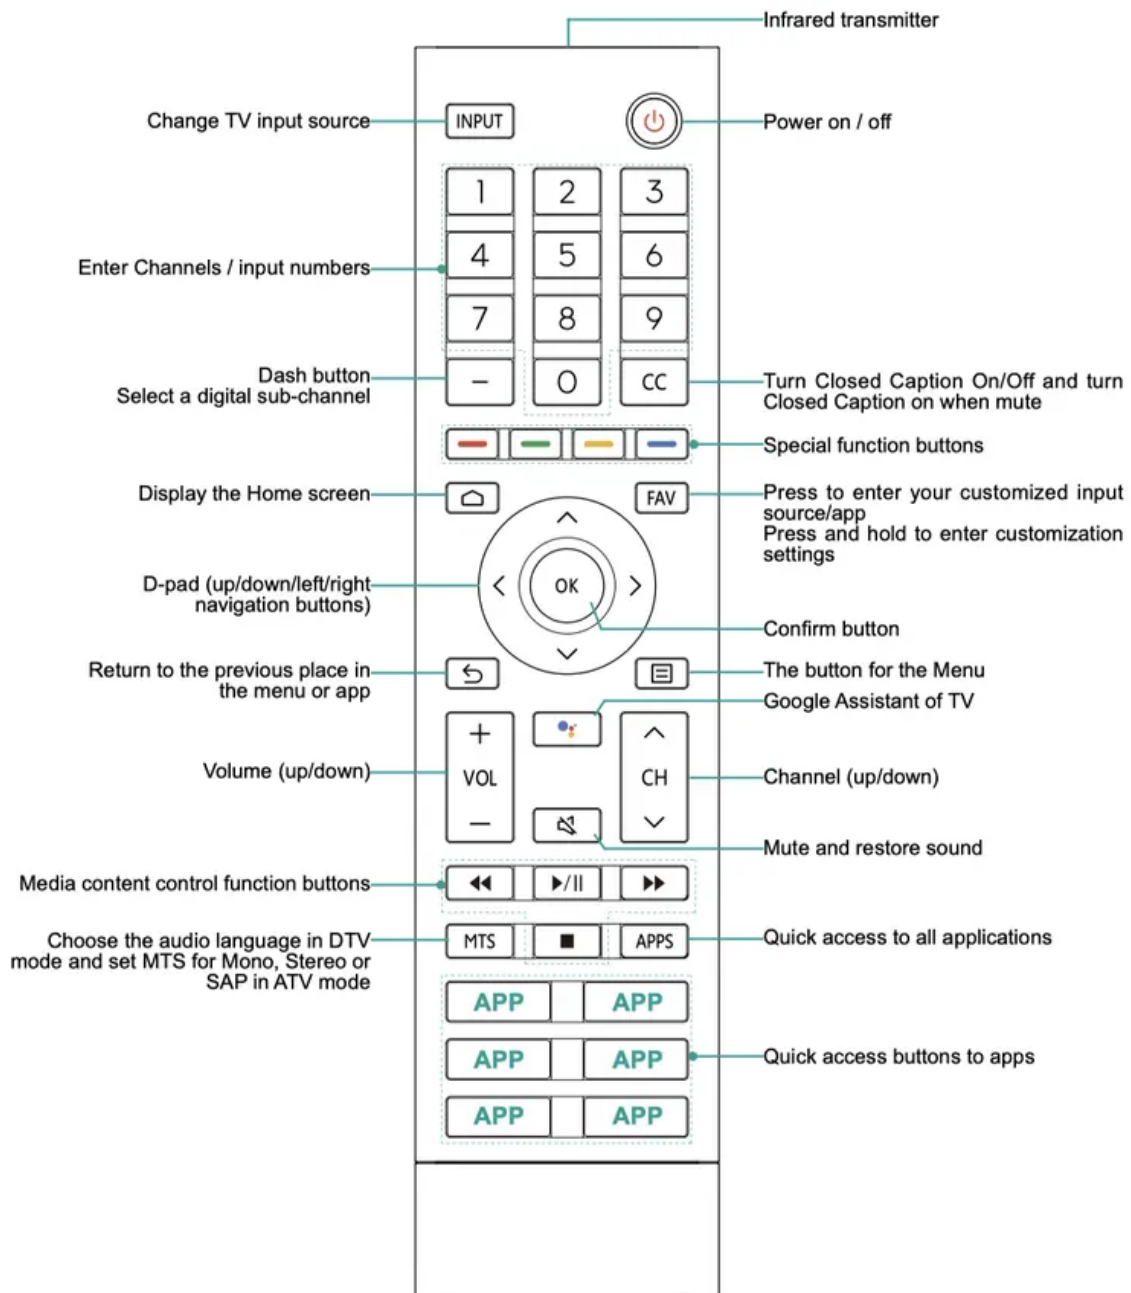 Infrared transmitter
Change TV input source
INPUT
Power on / off
1 2 3
4 5 6
Enter Channels / input numbers
7 8 9
Dash button
Select a digital sub-channel
– 0 CC
Turn Closed Caption On/Off and turn
Closed Caption on when mute
Special function buttons
Display the Home screen
FAV
Press to enter your customized input
source/app
Press and hold to enter customization
settings
D-pad (up/down/left/right
navigation buttons)
OK
Confirm button
Return to the previous place in
the menu or app
The button for the Menu
Google Assistant of TV
Volume (up/down)
+
VOL
–
CH
Channel (up/down)
Mute and restore sound
Media content control function buttons
Choose the audio language in DTV
mode and set MTS for Mono, Stereo or
SAP in ATV mode
MTS
APPS
Quick access to all applications
APP APP
APP APP
Quick access buttons to apps
APP APP